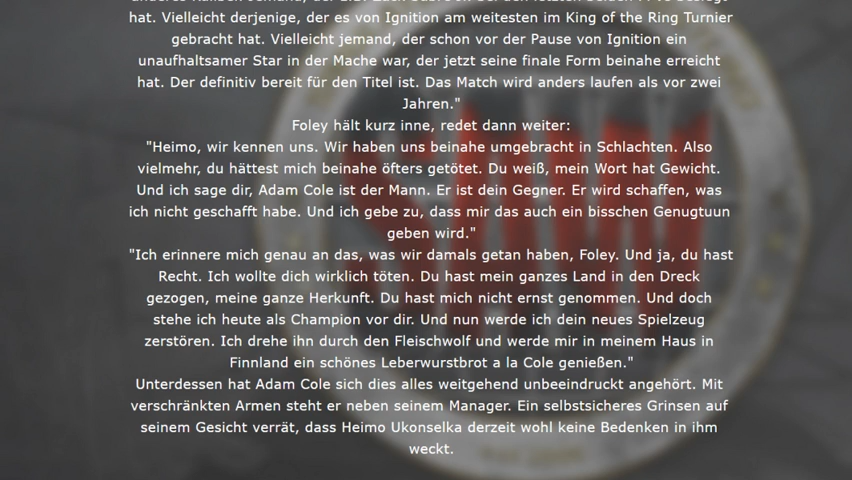 hat. Vielleicht derjenige, der es von Ignition am weitesten im King of the Ring Turnier
gebracht hat. Vielleicht jemand, der schon vor der Pause von Ignition ein
unaufhaltsamer Star in der Mache war, der jetzt seine finale Form beinahe erreicht
hat. Der definitiv bereit für den Titel ist. Das Match wird anders laufen als vor zwei
Jahren."
Foley hält kurz inne, redet dann weiter:
"Heimo, wir kennen uns. Wir haben uns beinahe umgebracht in Schlachten. Also
vielmehr, du hättest mich beinahe öfters getötet. Du weiß, mein Wort hat Gewicht.
Und ich sage dir, Adam Cole ist der Mann. Er ist dein Gegner. Er wird schaffen, was
ich nicht geschafft habe. Und ich gebe zu, dass mir das auch ein bisschen Genugtuun
geben wird."
"Ich erinnere mich genau an das, was wir damals getan haben, Foley. Und ja, du hast
Recht. Ich wollte dich wirklich töten. Du hast mein ganzes Land in den Dreck
gezogen, meine ganze Herkunft. Du hast mich nicht ernst genommen. Und doch
stehe ich heute als Champion vor dir. Und nun werde ich dein neues Spielzeug
zerstören. Ich drehe ihn durch den Fleischwolf und werde mir in meinem Haus in
Finnland ein schönes Leberwurstbrot a la Cole genießen."
Unterdessen hat Adam Cole sich dies alles weitgehend unbeeindruckt angehört. Mit
verschränkten Armen steht er neben seinem Manager. Ein selbstsicheres Grinsen auf
seinem Gesicht verrät, dass Heimo Ukonselka derzeit wohl keine Bedenken in ihm
weckt.